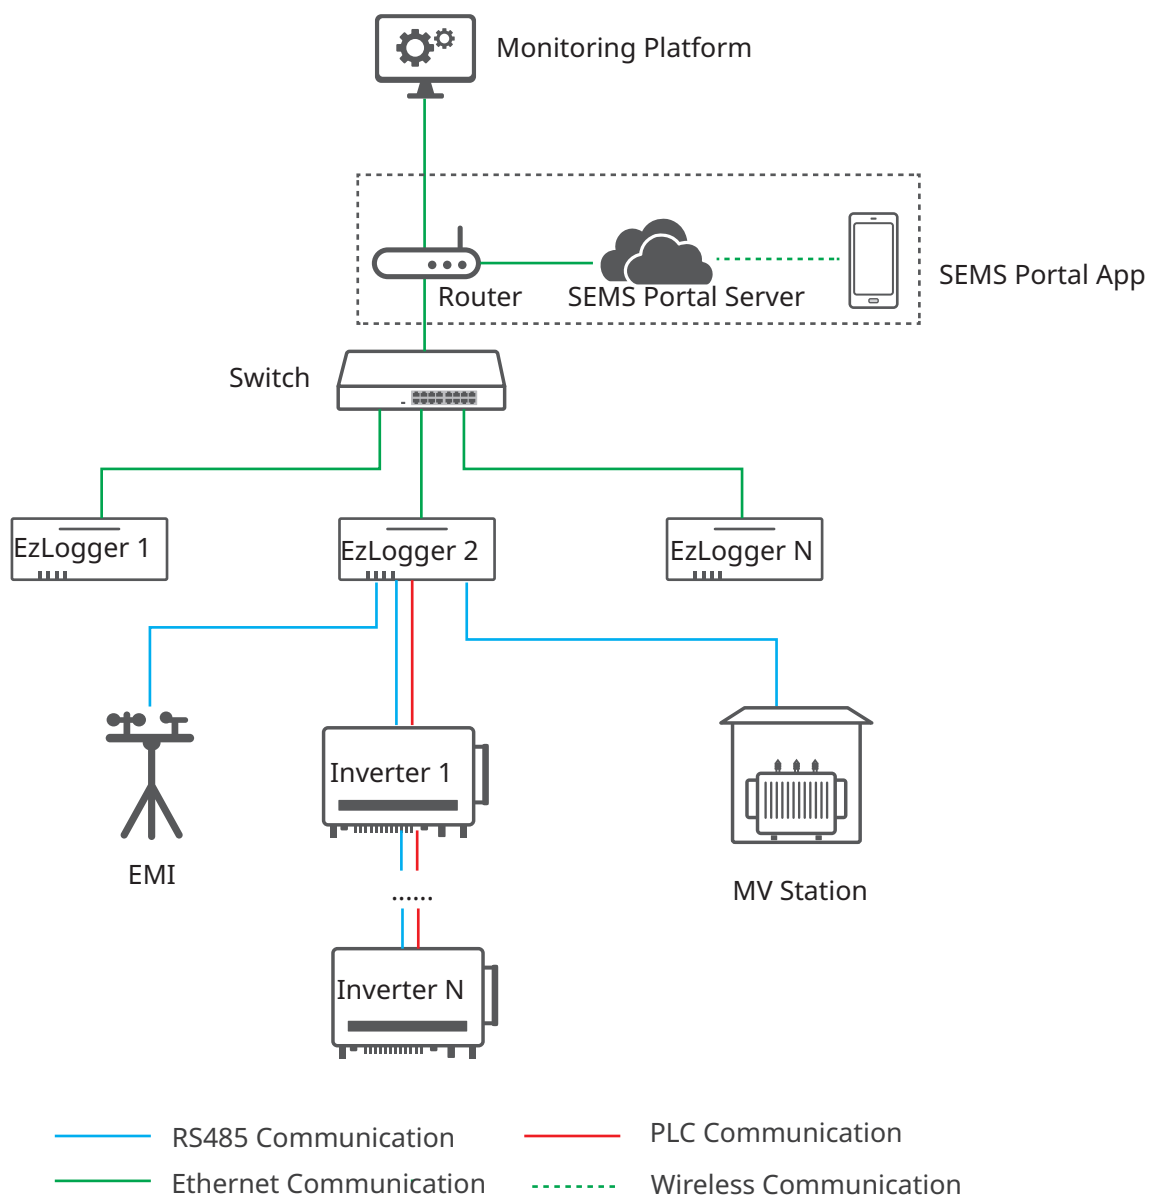 Monitoring Platform
Router
SEMS Portal Server
SEMS Portal App
Switch
EzLogger 1
EzLogger 2
EzLogger N
Inverter 1
EMI
MV Station
......
Inverter N
RS485 Communication
PLC Communication
Ethernet Communication
Wireless Communication